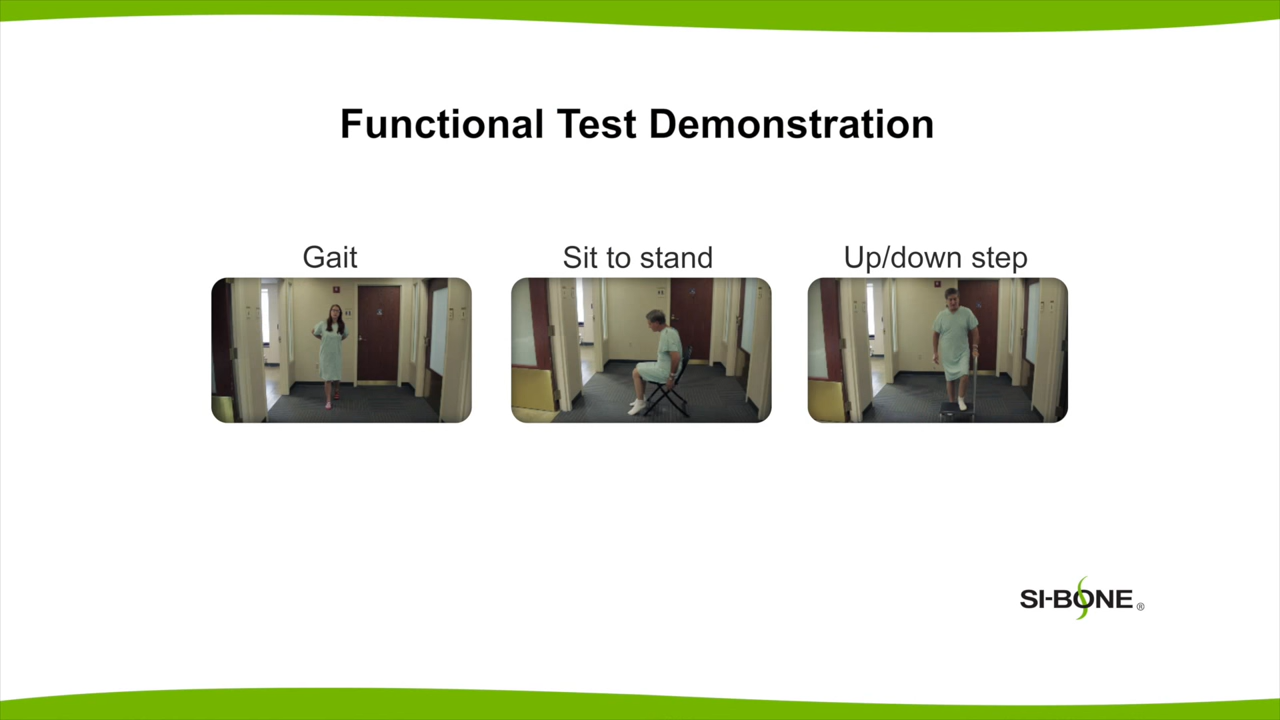 Functional Test Demonstration
Gait
Sit to stand
Up/down step
SI-BONE®